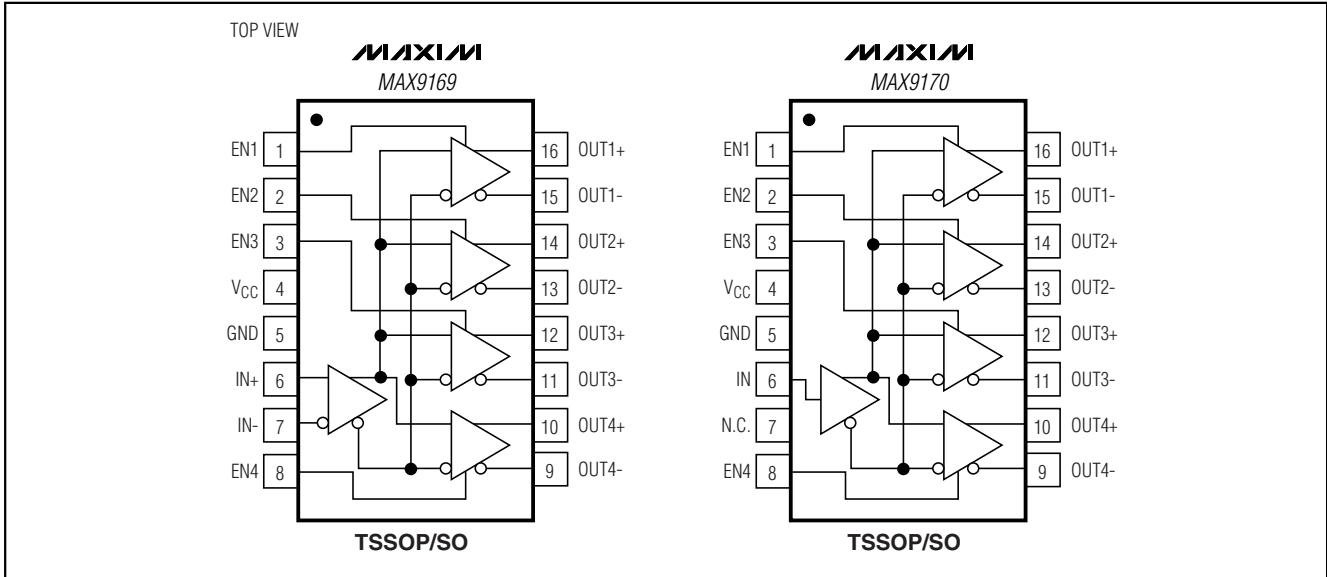 TOP VIEW
MAXIM
MAX9169
EN1 1
EN2 2
EN3 3
VCC 4
GND 5
IN+ 6
IN- 7
EN4 8
16 OUT1+
15 OUT1-
14 OUT2+
13 OUT2-
12 OUT3+
11 OUT3-
10 OUT4+
9 OUT4-
TSSOP/SO
MAXIM
MAX9170
EN1 1
EN2 2
EN3 3
VCC 4
GND 5
IN 6
N.C. 7
EN4 8
16 OUT1+
15 OUT1-
14 OUT2+
13 OUT2-
12 OUT3+
11 OUT3-
10 OUT4+
9 OUT4-
TSSOP/SO